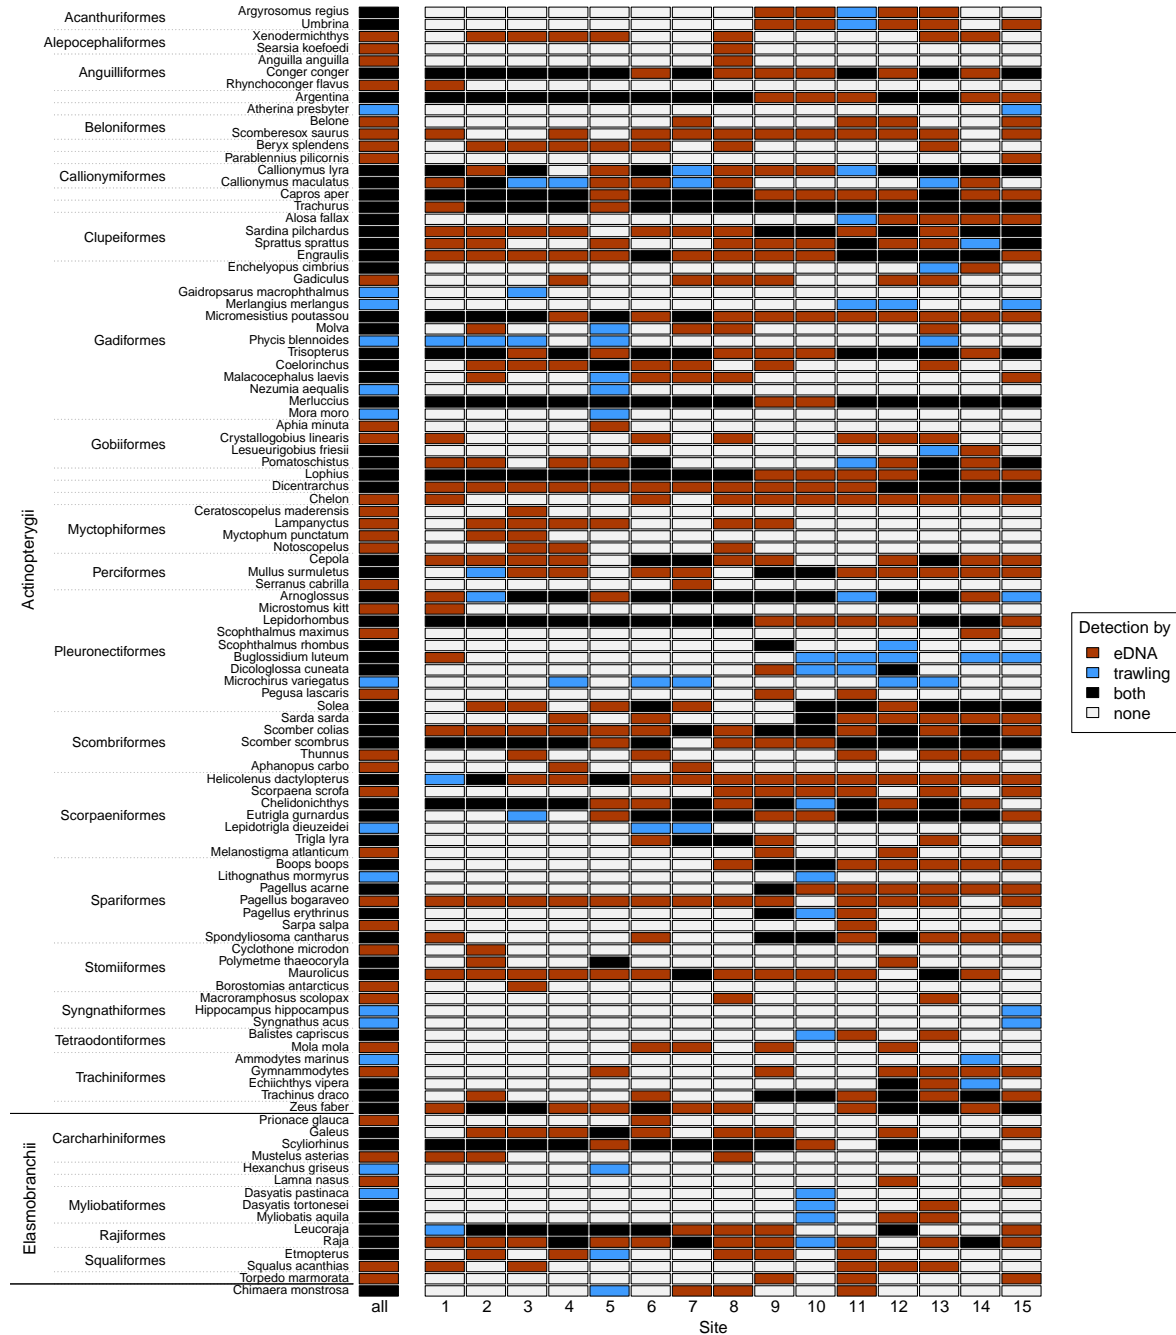 Actinopterygii
Acanthuriformes
Argyrosomus regius
Umbrina
Alepocephaliformes
Xenodermichthys
Searsia koefoedi
Anguilliformes
Anguilla anguilla
Conger conger
Rhynchoconger flavus
Argentina
Atherina presbyter
Beloniformes
Belone
Scomberesox saurus
Beryx splendens
Parablennius pilicornis
Callionymiformes
Callionymus lyra
Callionymus maculatus
Capros aper
Trachurus
Clupeiformes
Alosa fallax
Sardina pilchardus
Sprattus sprattus
Engraulis
Gadiformes
Enchelyopus cimbrius
Gadiculus
Gaidropsarus macrophthalmus
Merlangius merlangus
Micromesistius poutassou
Molva
Phycis blennoides
Trisopterus
Coelorinchus
Malacocephalus laevis
Nezumia aequalis
Merluccius
Mora moro
Gobiiformes
Aphia minuta
Crystallogobius linearis
Lesueurigobius friesii
Pomatoschistus
Lophius
Dicentrarchus
Chelon
Myctophiformes
Ceratoscopelus maderensis
Lampanyctus
Myctophum punctatum
Notoscopelus
Perciformes
Cepola
Mullus surmuletus
Serranus cabrilla
Pleuronectiformes
Arnoglossus
Microstomus kitt
Lepidorhombus
Scophthalmus maximus
Scophthalmus rhombus
Buglossidium luteum
Dicologlossa cuneata
Microchirus variegatus
Pegusa lascaris
Solea
Scombriformes
Sarda sarda
Scomber colias
Scomber scombrus
Thunnus
Aphanopus carbo
Scorpaeniformes
Helicolenus dactylopterus
Scorpaena scrofa
Chelidonichthys
Eutrigla gurnardus
Lepidotrigla dieuzeidei
Trigla lyra
Melanostigma atlanticum
Spariformes
Boops boops
Lithognathus mormyrus
Pagellus acarne
Pagellus bogaraveo
Pagellus erythrinus
Sarpa salpa
Spondyliosoma cantharus
Stomiiformes
Cyclothone microdon
Polymetme thaeocoryla
Maurolicus
Borostomias antarcticus
Syngnathiformes
Macroramphosus scolopax
Hippocampus hippocampus
Syngnathus acus
Tetraodontiformes
Balistes capriscus
Mola mola
Trachiniformes
Ammodytes marinus
Gymnammodytes
Echiichthys vipera
Trachinus draco
Zeus faber
Elasmobranchii
Carcharhiniformes
Prionace glauca
Galeus
Scyliorhinus
Mustelus asterias
Hexanchus griseus
Lamna nasus
Myliobatiformes
Dasyatis pastinaca
Dasyatis tortonesei
Myliobatis aquila
Rajiformes
Leucoraja
Raja
Squaliformes
Etmopterus
Squalus acanthias
Torpedo marmorata
Chimaera monstrosa
all 1 2 3 4 5 6 7 8 9 10 11 12 13 14 15
Site
Detection by
eDNA
trawling
both
none